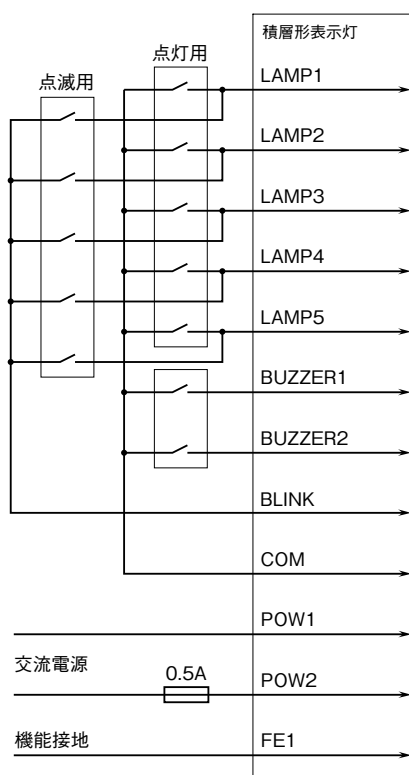 積層形表示灯
点灯用
点滅用
LAMP1
LAMP2
LAMP3
LAMP4
LAMP5
BUZZER1
BUZZER2
BLINK
COM
POW1
交流電源
0.5A
POW2
機能接地
FE1